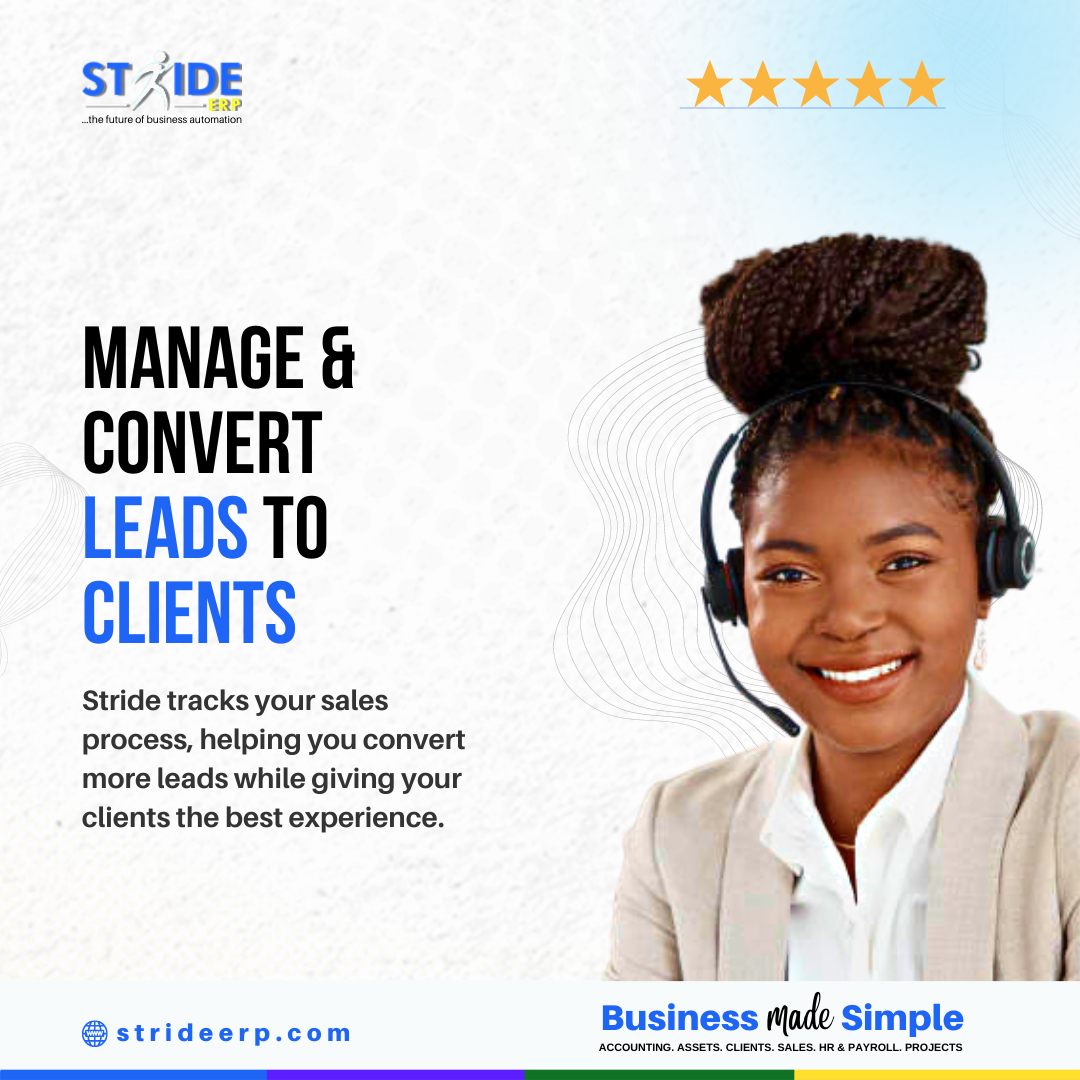 STRIDE
ERP
...the future of business automation
MANAGE &
CONVERT
LEADS TO
CLIENTS
Stride tracks your sales
process, helping you convert
more leads while giving your
clients the best experience.
strideerp.com
Business made Simple
ACCOUNTING. ASSETS. CLIENTS. SALES. HR & PAYROLL. PROJECTS